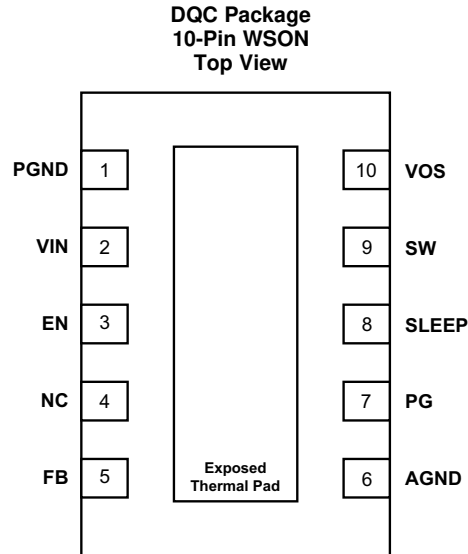 DQC Package
10-Pin WSON
Top View
PGND 1 10 VOS
VIN 2 9 SW
EN 3 8 SLEEP
NC 4 7 PG
FB 5 6 AGND
Exposed
Thermal Pad